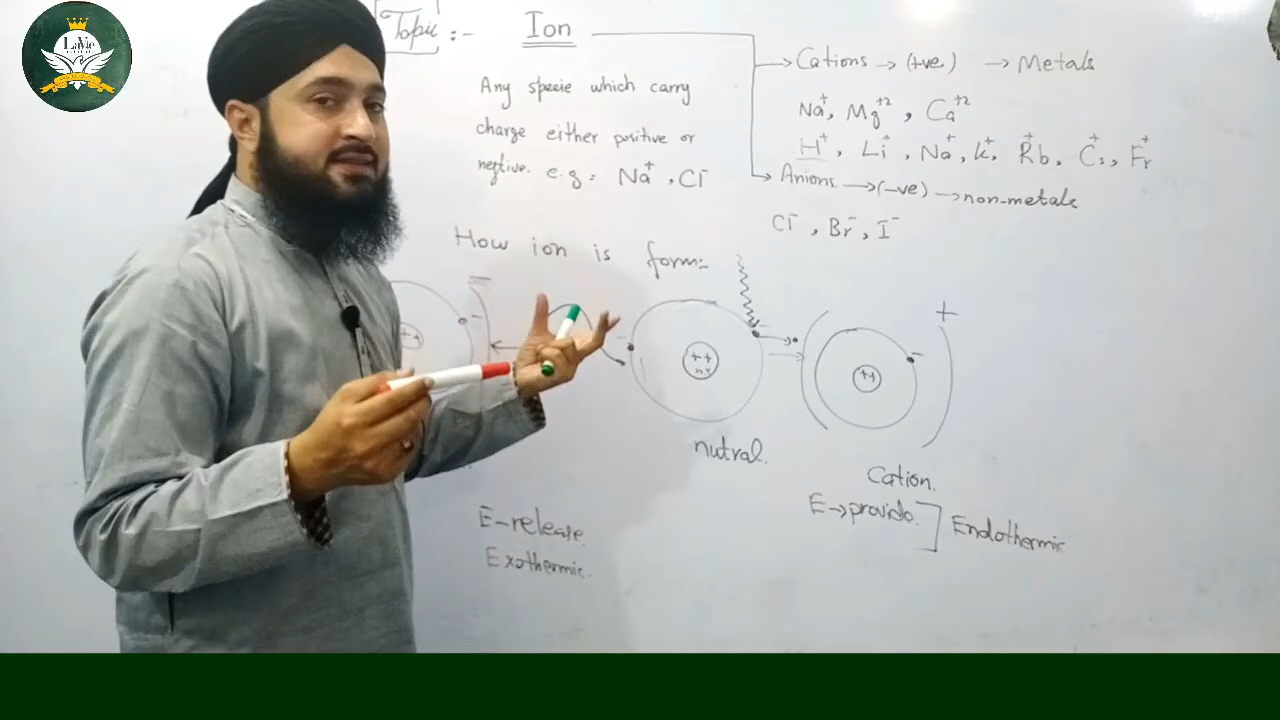 LaVie
Topic :- Ion
Cations → (+ve) → Metals
Na⁺, Mg⁺², Ca⁺²
H⁺, Li⁺, Na⁺, K⁺, Rb⁺, Cs⁺, Fr⁺
Anions → (-ve) → non-metals
Cl⁻, Br⁻, I⁻
Any specie which carry
charge either positive or
negtive. e.g = Na⁺, Cl⁻
How ion is form:-
nutral.
Cation.
E → provide.
Endothermic
E-release.
Exothermic.